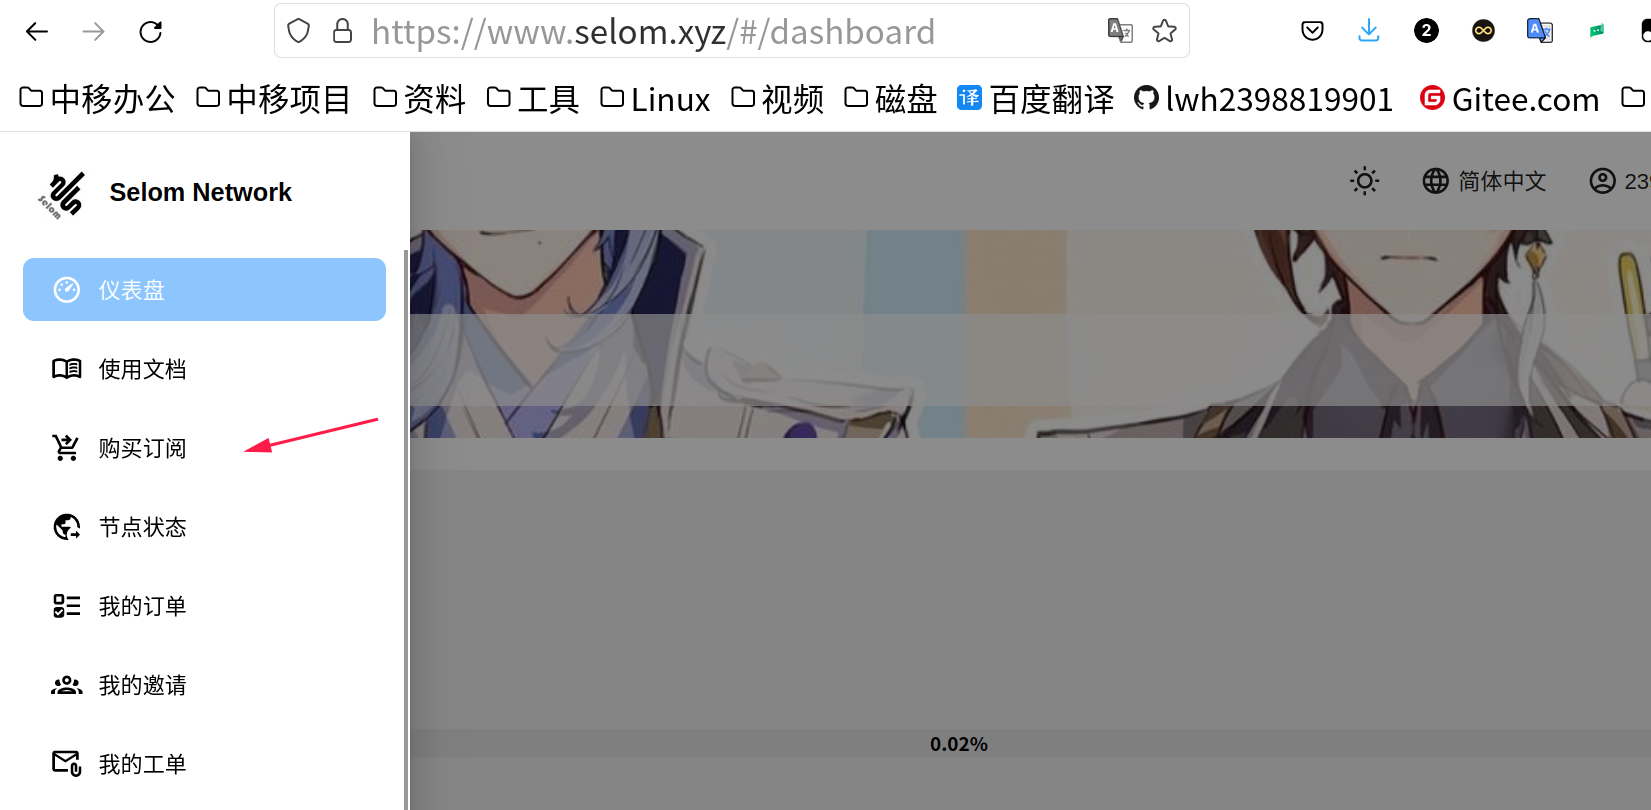 https://www.selom.xyz/#/dashboard
2
中移办公 中移项目 资料 工具 Linux 视频 磁盘 译 百度翻译 lwh2398819901 Gitee.com
Selom Network
Selom
简体中文
仪表盘
使用文档
购买订阅
节点状态
我的订单
我的邀请
0.02%
我的工单